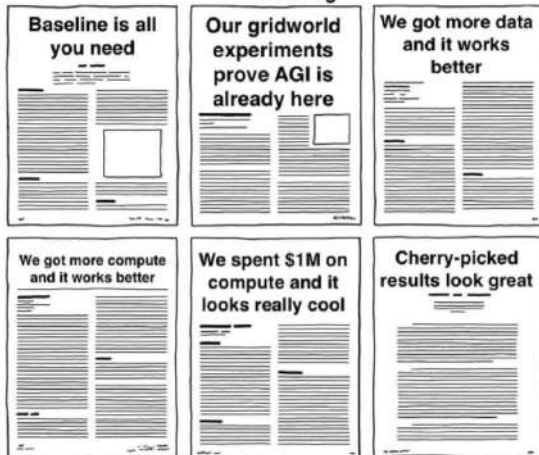 Baseline is all
you need
Our gridworld
experiments
prove AGI is
already here
We got more data
and it works
better
We got more compute
and it works better
We spent $1M on
compute and it
looks really cool
Cherry-picked
results look great